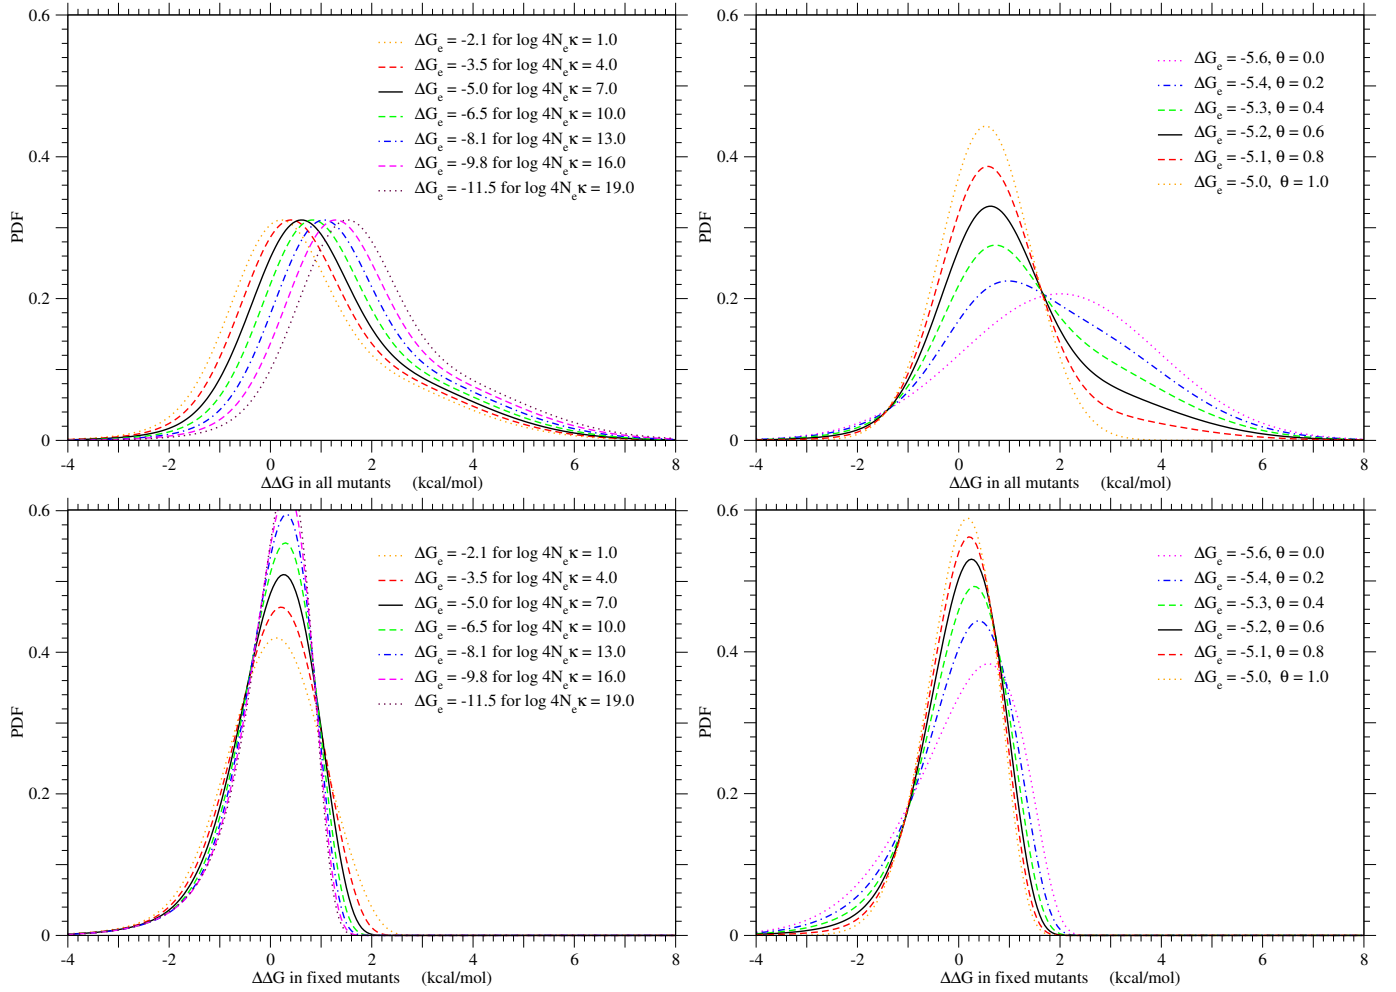 0.6
0.4
0.2
0
PDF
ΔG_e = -2.1 for log 4N_eκ = 1.0
ΔG_e = -3.5 for log 4N_eκ = 4.0
ΔG_e = -5.0 for log 4N_eκ = 7.0
ΔG_e = -6.5 for log 4N_eκ = 10.0
ΔG_e = -8.1 for log 4N_eκ = 13.0
ΔG_e = -9.8 for log 4N_eκ = 16.0
ΔG_e = -11.5 for log 4N_eκ = 19.0
-4 -2 0 2 4 6 8
ΔΔG in all mutants (kcal/mol)
0.6
0.4
0.2
0
PDF
ΔG_e = -5.6, θ = 0.0
ΔG_e = -5.4, θ = 0.2
ΔG_e = -5.3, θ = 0.4
ΔG_e = -5.2, θ = 0.6
ΔG_e = -5.1, θ = 0.8
ΔG_e = -5.0, θ = 1.0
-4 -2 0 2 4 6 8
ΔΔG in all mutants (kcal/mol)
0.6
0.4
0.2
0
PDF
ΔG_e = -2.1 for log 4N_eκ = 1.0
ΔG_e = -3.5 for log 4N_eκ = 4.0
ΔG_e = -5.0 for log 4N_eκ = 7.0
ΔG_e = -6.5 for log 4N_eκ = 10.0
ΔG_e = -8.1 for log 4N_eκ = 13.0
ΔG_e = -9.8 for log 4N_eκ = 16.0
ΔG_e = -11.5 for log 4N_eκ = 19.0
-4 -2 0 2 4 6 8
ΔΔG in fixed mutants (kcal/mol)
0.6
0.4
0.2
0
PDF
ΔG_e = -5.6, θ = 0.0
ΔG_e = -5.4, θ = 0.2
ΔG_e = -5.3, θ = 0.4
ΔG_e = -5.2, θ = 0.6
ΔG_e = -5.1, θ = 0.8
ΔG_e = -5.0, θ = 1.0
-4 -2 0 2 4 6 8
ΔΔG in fixed mutants (kcal/mol)